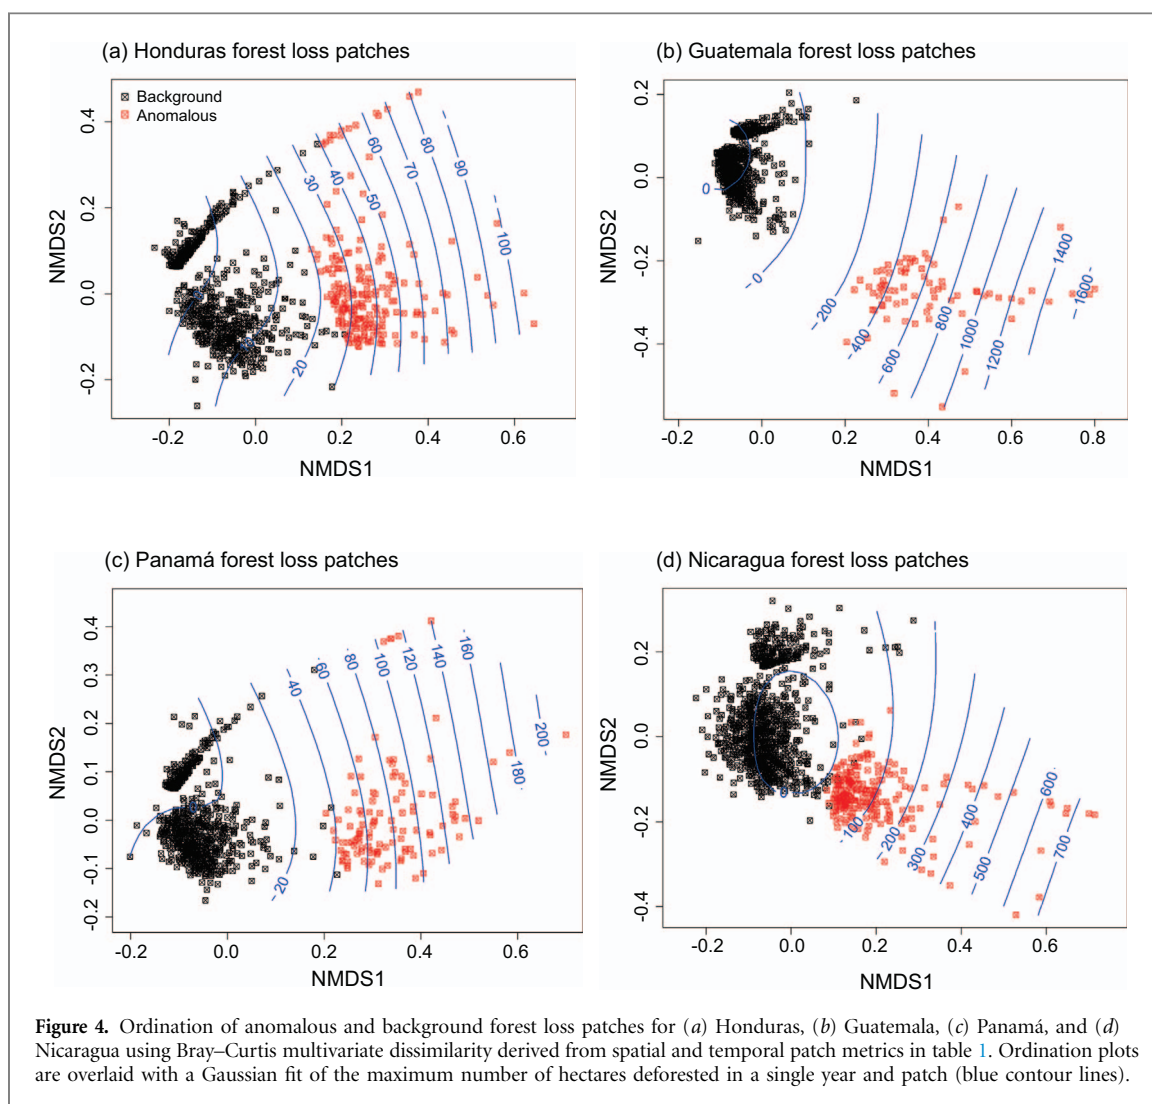 (a) Honduras forest loss patches
Background
Anomalous
NMDS2
0.4
0.2
0.0
-0.2
20
30
40
50
60
70
80
90
100
-0.2 0.0 0.2 0.4 0.6
NMDS1
(b) Guatemala forest loss patches
NMDS2
0.2
0.0
-0.2
-0.4
0
0
200
400
600
800
1000
1200
1400
1600
-0.2 0.0 0.2 0.4 0.6 0.8
NMDS1
(c) Panamá forest loss patches
NMDS2
0.4
0.3
0.2
0.1
0.0
-0.1
-0.2
20
40
60
80
100
120
140
160
180
200
-0.2 0.0 0.2 0.4 0.6
NMDS1
(d) Nicaragua forest loss patches
NMDS2
0.2
0.0
-0.2
-0.4
0
100
200
300
400
500
600
700
-0.2 0.0 0.2 0.4 0.6
NMDS1
Figure 4. Ordination of anomalous and background forest loss patches for (a) Honduras, (b) Guatemala, (c) Panamá, and (d)
Nicaragua using Bray–Curtis multivariate dissimilarity derived from spatial and temporal patch metrics in table 1. Ordination plots
are overlaid with a Gaussian fit of the maximum number of hectares deforested in a single year and patch (blue contour lines).